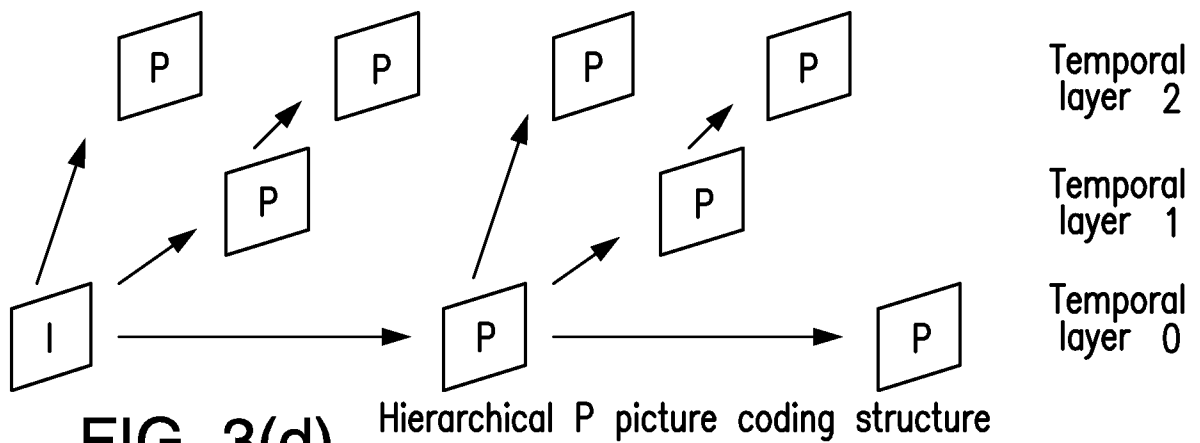 P P P P Temporal
layer 2
P P Temporal
layer 1
I P P Temporal
layer 0
FIG. 3(d) Hierarchical P picture coding structure